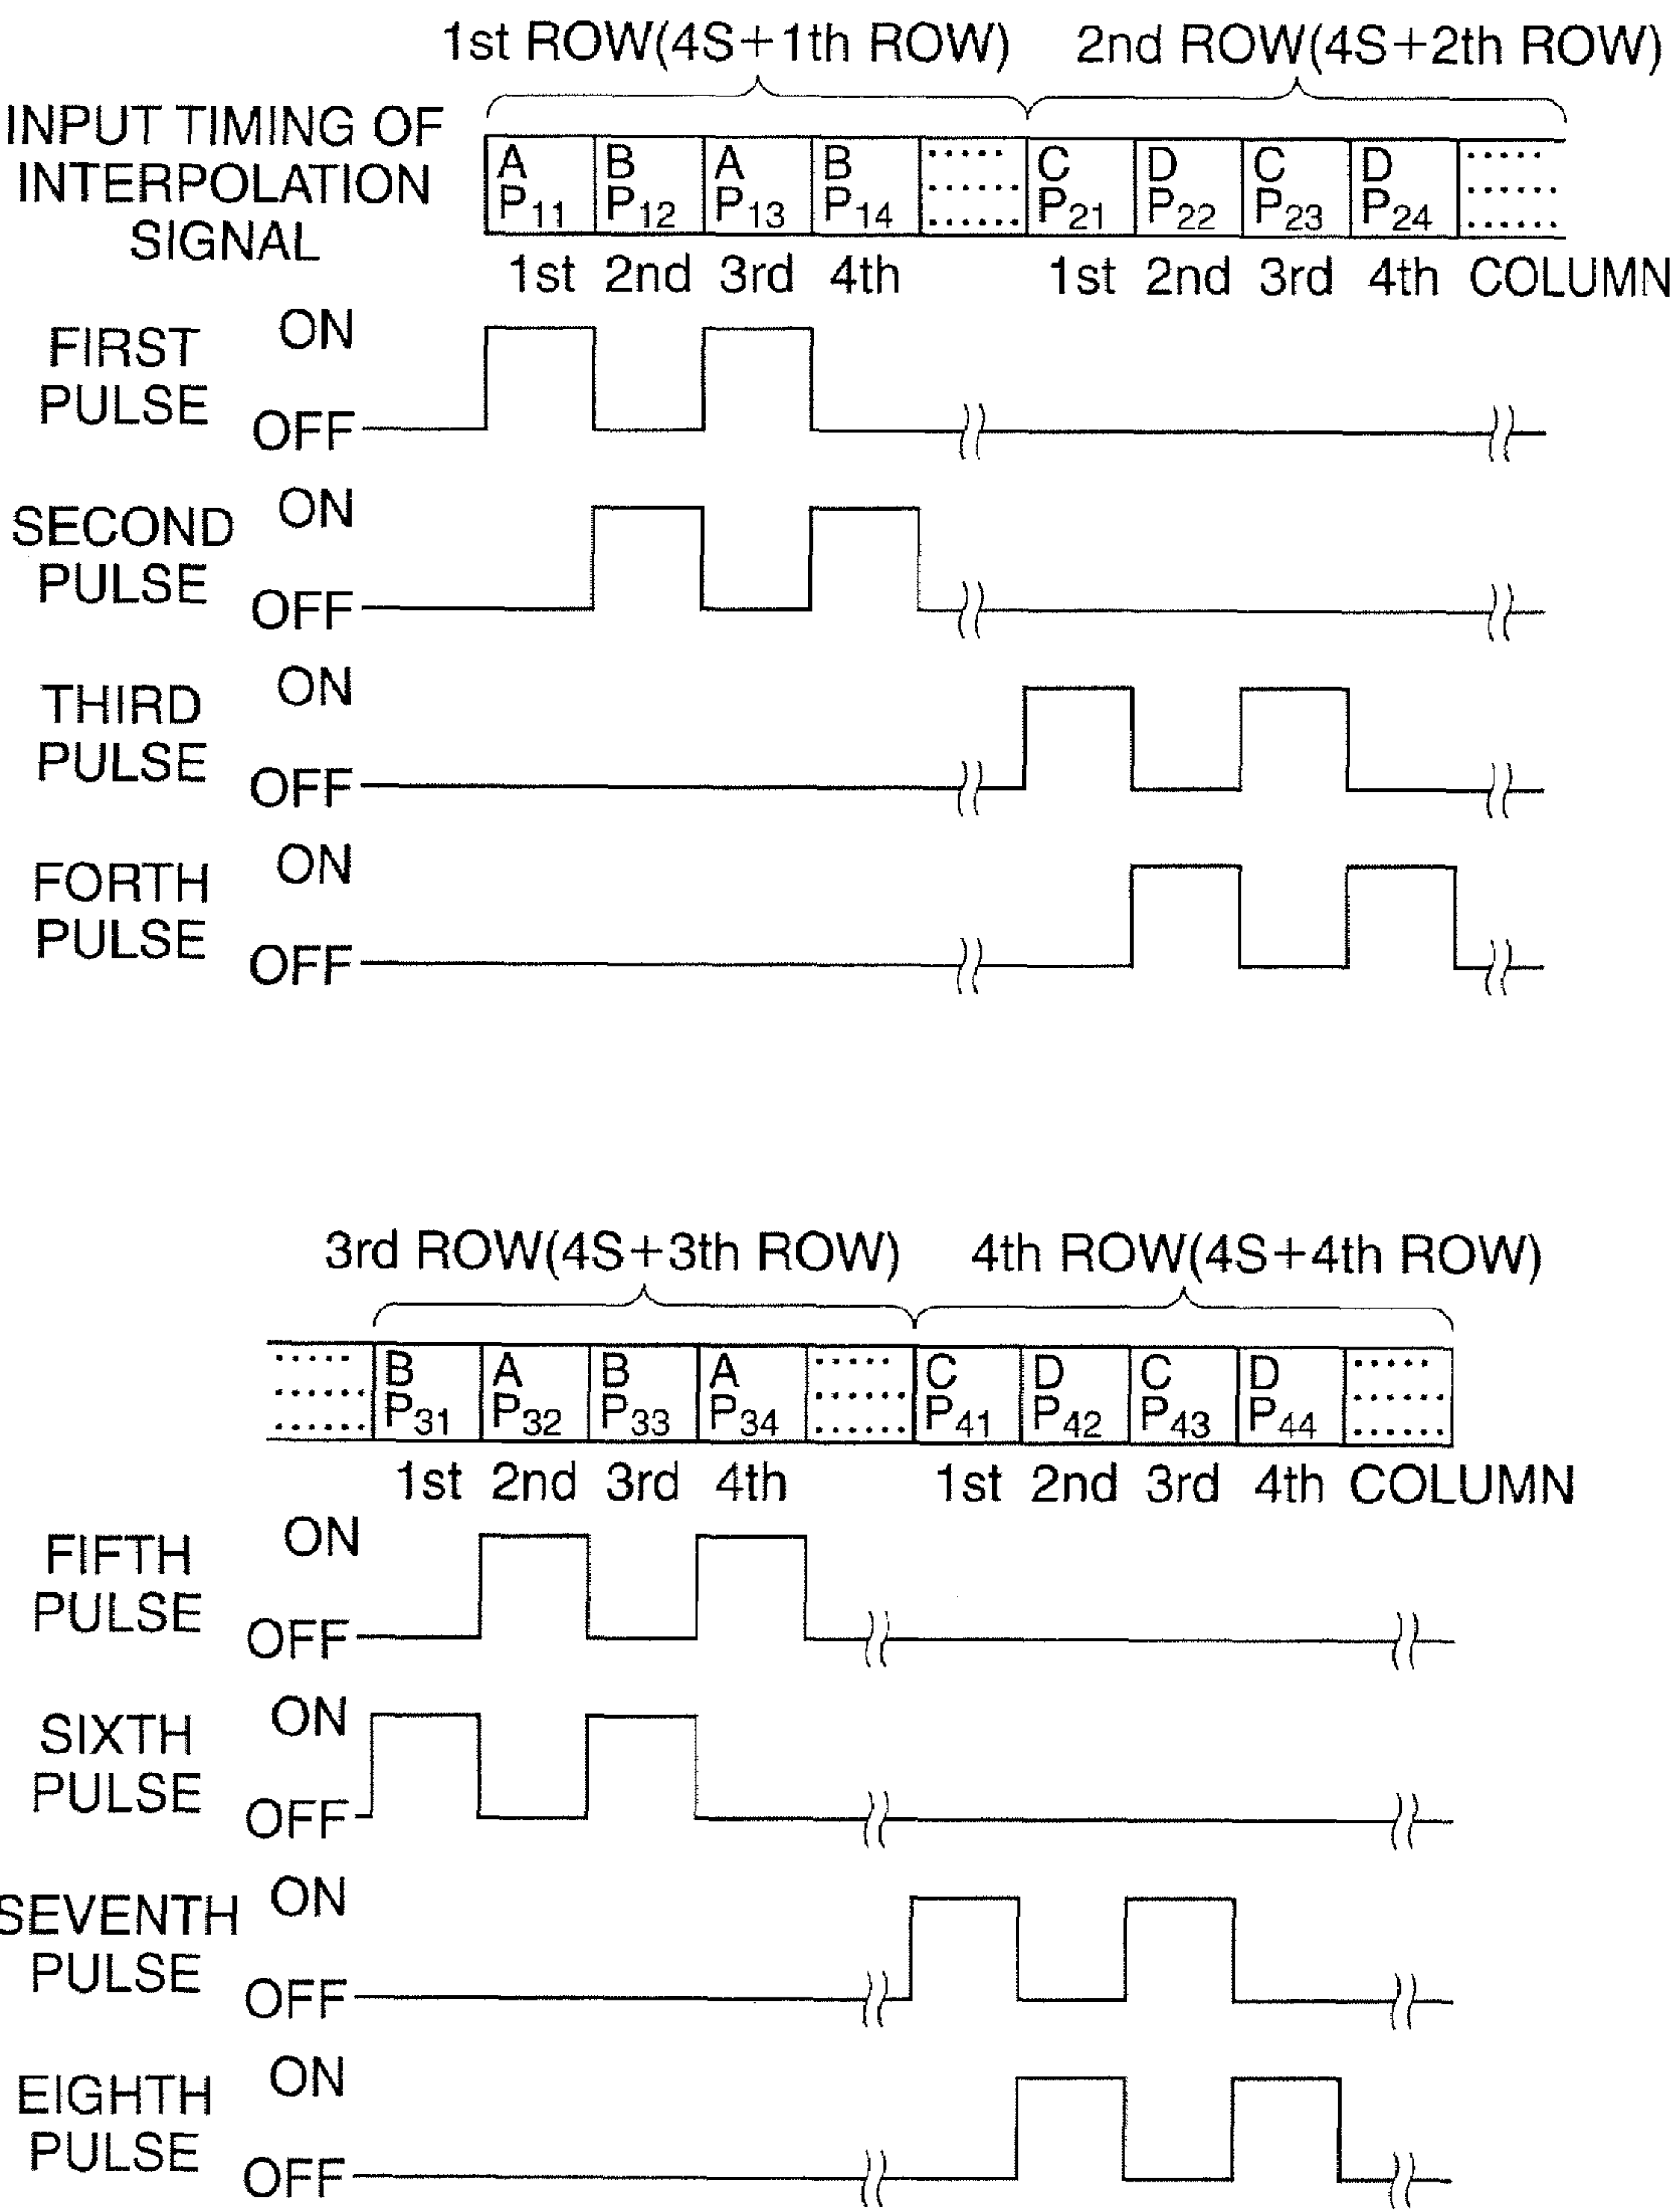 1st ROW(4S+1th ROW) 2nd ROW(4S+2th ROW)
INPUT TIMING OF
INTERPOLATION
SIGNAL
A B A B ..... C D C D .....
P11 P12 P13 P14 ...... P21 P22 P23 P24 ......
1st 2nd 3rd 4th 1st 2nd 3rd 4th COLUMN
FIRST
PULSE
ON
OFF
SECOND
PULSE
ON
OFF
THIRD
PULSE
ON
OFF
FORTH
PULSE
ON
OFF
3rd ROW(4S+3th ROW) 4th ROW(4S+4th ROW)
..... B A B A ..... C D C D .....
...... P31 P32 P33 P34 ...... P41 P42 P43 P44 ......
1st 2nd 3rd 4th 1st 2nd 3rd 4th COLUMN
FIFTH
PULSE
ON
OFF
SIXTH
PULSE
ON
OFF
SEVENTH
PULSE
ON
OFF
EIGHTH
PULSE
ON
OFF